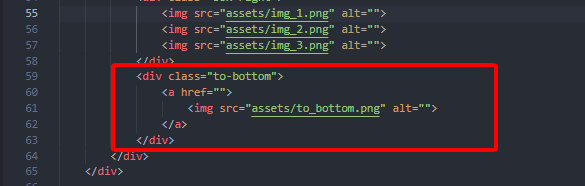 55 <img src="assets/img_1.png" alt="">
56 <img src="assets/img_2.png" alt="">
57 <img src="assets/img_3.png" alt="">
58 </div>
59 <div class="to-bottom">
60 <a href="">
61 <img src="assets/to_bottom.png" alt="">
62 </a>
63 </div>
64 </div>
65 </div>